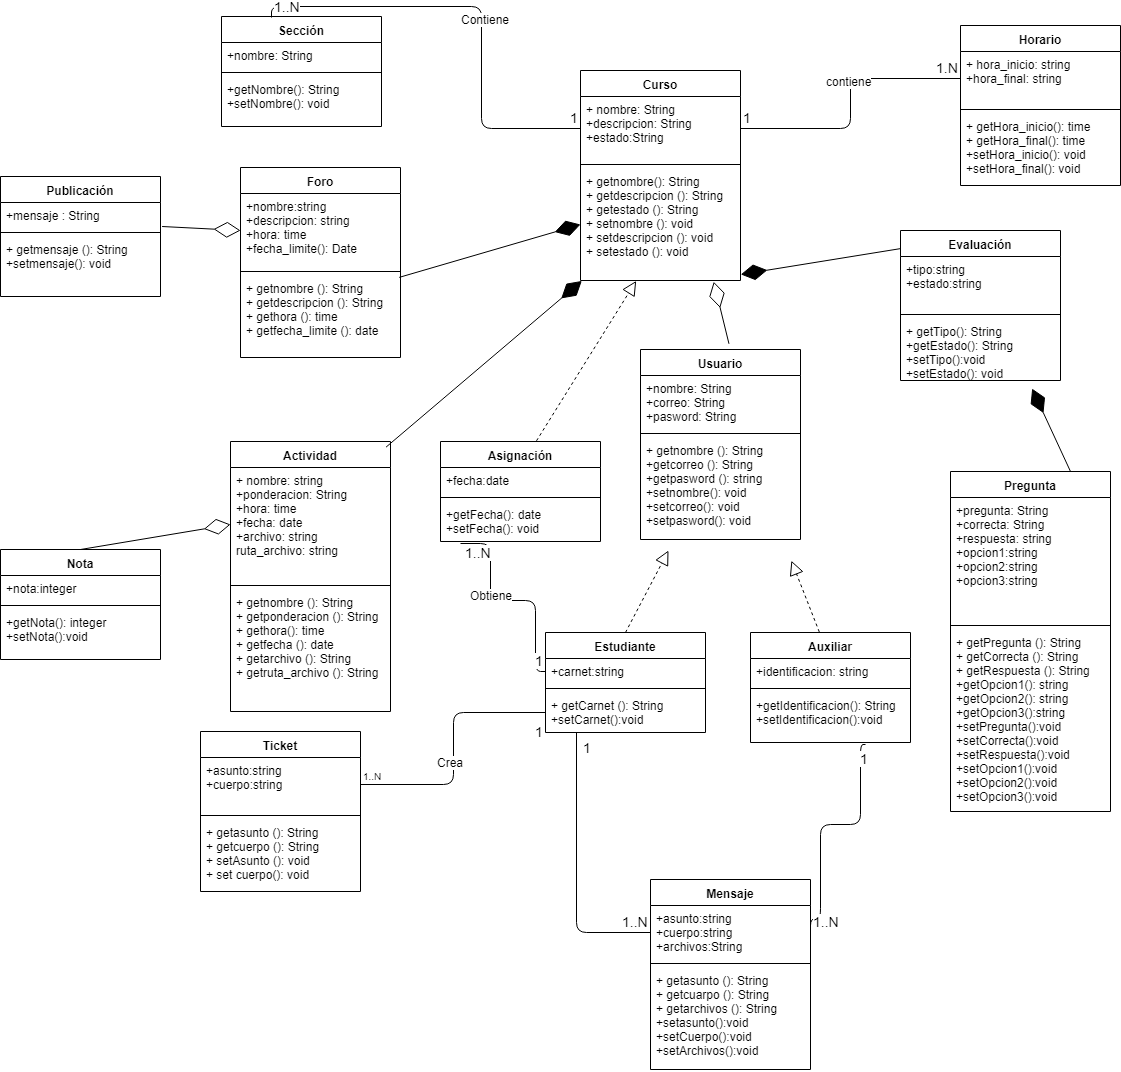 1..N
Contiene
Sección
+nombre: String
+getNombre(): String
+setNombre(): void
1
Curso
+ nombre: String
+descripcion: String
+estado:String
+ getnombre(): String
+ getdescripcion (): String
+ getestado (): String
+ setnombre (): void
+ setdescripcion (): void
+ setestado (): void
1
contiene
1.N
Horario
+ hora_inicio: string
+hora_final: string
+ getHora_inicio(): time
+ getHora_final(): time
+setHora_inicio(): void
+setHora_final(): void
Publicación
+mensaje : String
+ getmensaje (): String
+setmensaje(): void
Foro
+nombre:string
+descripcion: string
+hora: time
+fecha_limite(): Date
+ getnombre (): String
+ getdescripcion (): String
+ gethora (): time
+ getfecha_limite (): date
Evaluación
+tipo:string
+estado:string
+ getTipo(): String
+getEstado(): String
+setTipo():void
+setEstado(): void
Usuario
+nombre: String
+correo: String
+pasword: String
+ getnombre (): String
+getcorreo (): String
+getpasword (): string
+setnombre(): void
+setcorreo(): void
+setpasword(): void
Actividad
+ nombre: string
+ponderacion: String
+hora: time
+fecha: date
+archivo: string
ruta_archivo: string
+ getnombre (): String
+ getponderacion (): String
+ gethora(): time
+ getfecha (): date
+ getarchivo (): String
+ getruta_archivo (): String
Asignación
+fecha:date
+getFecha(): date
+setFecha(): void
1..N
Obtiene
1
Pregunta
+pregunta: String
+correcta: String
+respuesta: string
+opcion1:string
+opcion2:string
+opcion3:string
+ getPregunta (): String
+ getCorrecta (): String
+ getRespuesta (): String
+getOpcion1(): string
+getOpcion2(): string
+getOpcion3():string
+setPregunta():void
+setCorrecta():void
+setRespuesta():void
+setOpcion1():void
+setOpcion2():void
+setOpcion3():void
Nota
+nota:integer
+getNota(): integer
+setNota():void
Estudiante
+carnet:string
+ getCarnet (): String
+setCarnet():void
Auxiliar
+identificacion: string
+getIdentificacion(): String
+setIdentificacion():void
1
1
1
Crea
1..N
Ticket
+asunto:string
+cuerpo:string
+ getasunto (): String
+ getcuerpo (): String
+ setAsunto (): void
+ set cuerpo(): void
1..N
1..N
Mensaje
+asunto:string
+cuerpo:string
+archivos:String
+ getasunto (): String
+ getcuarpo (): String
+ getarchivos (): String
+setasunto():void
+setCuerpo():void
+setArchivos():void